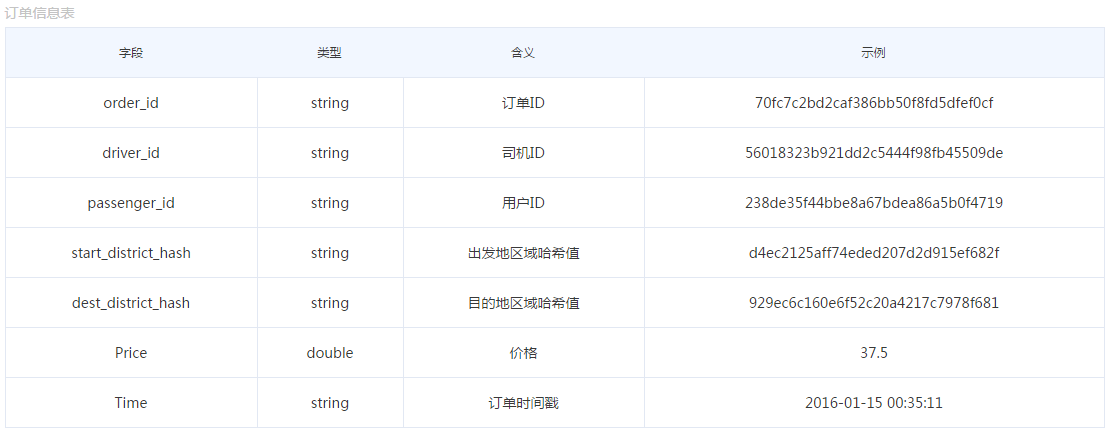 订单信息表
字段 类型 含义 示例
order_id string 订单ID 70fc7c2bd2caf386bb50f8fd5dfef0cf
driver_id string 司机ID 56018323b921dd2c5444f98fb45509de
passenger_id string 用户ID 238de35f44bbe8a67bdea86a5b0f4719
start_district_hash string 出发地区域哈希值 d4ec2125aff74eded207d2d915ef682f
dest_district_hash string 目的地区域哈希值 929ec6c160e6f52c20a4217c7978f681
Price double 价格 37.5
Time string 订单时间戳 2016-01-15 00:35:11